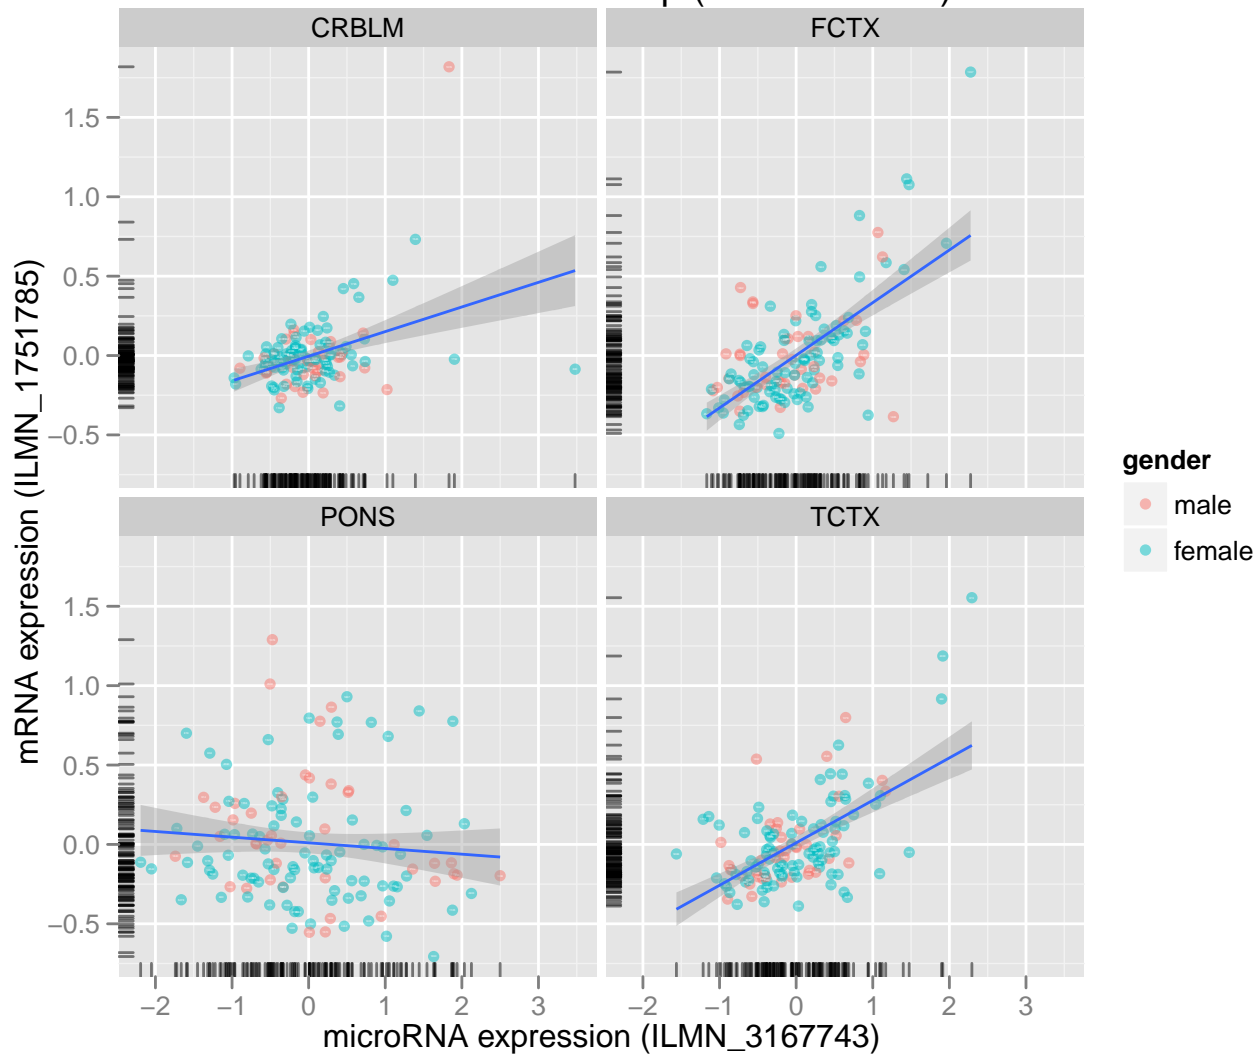 CRBLM
FCTX
1.5
1.0
0.5
0.0
−0.5
PONS
TCTX
1.5
1.0
0.5
0.0
−0.5
−2
−1
0
1
2
3
−2
−1
0
1
2
3
microRNA expression (ILMN_3167743)
mRNA expression (ILMN_1751785)
gender
male
female